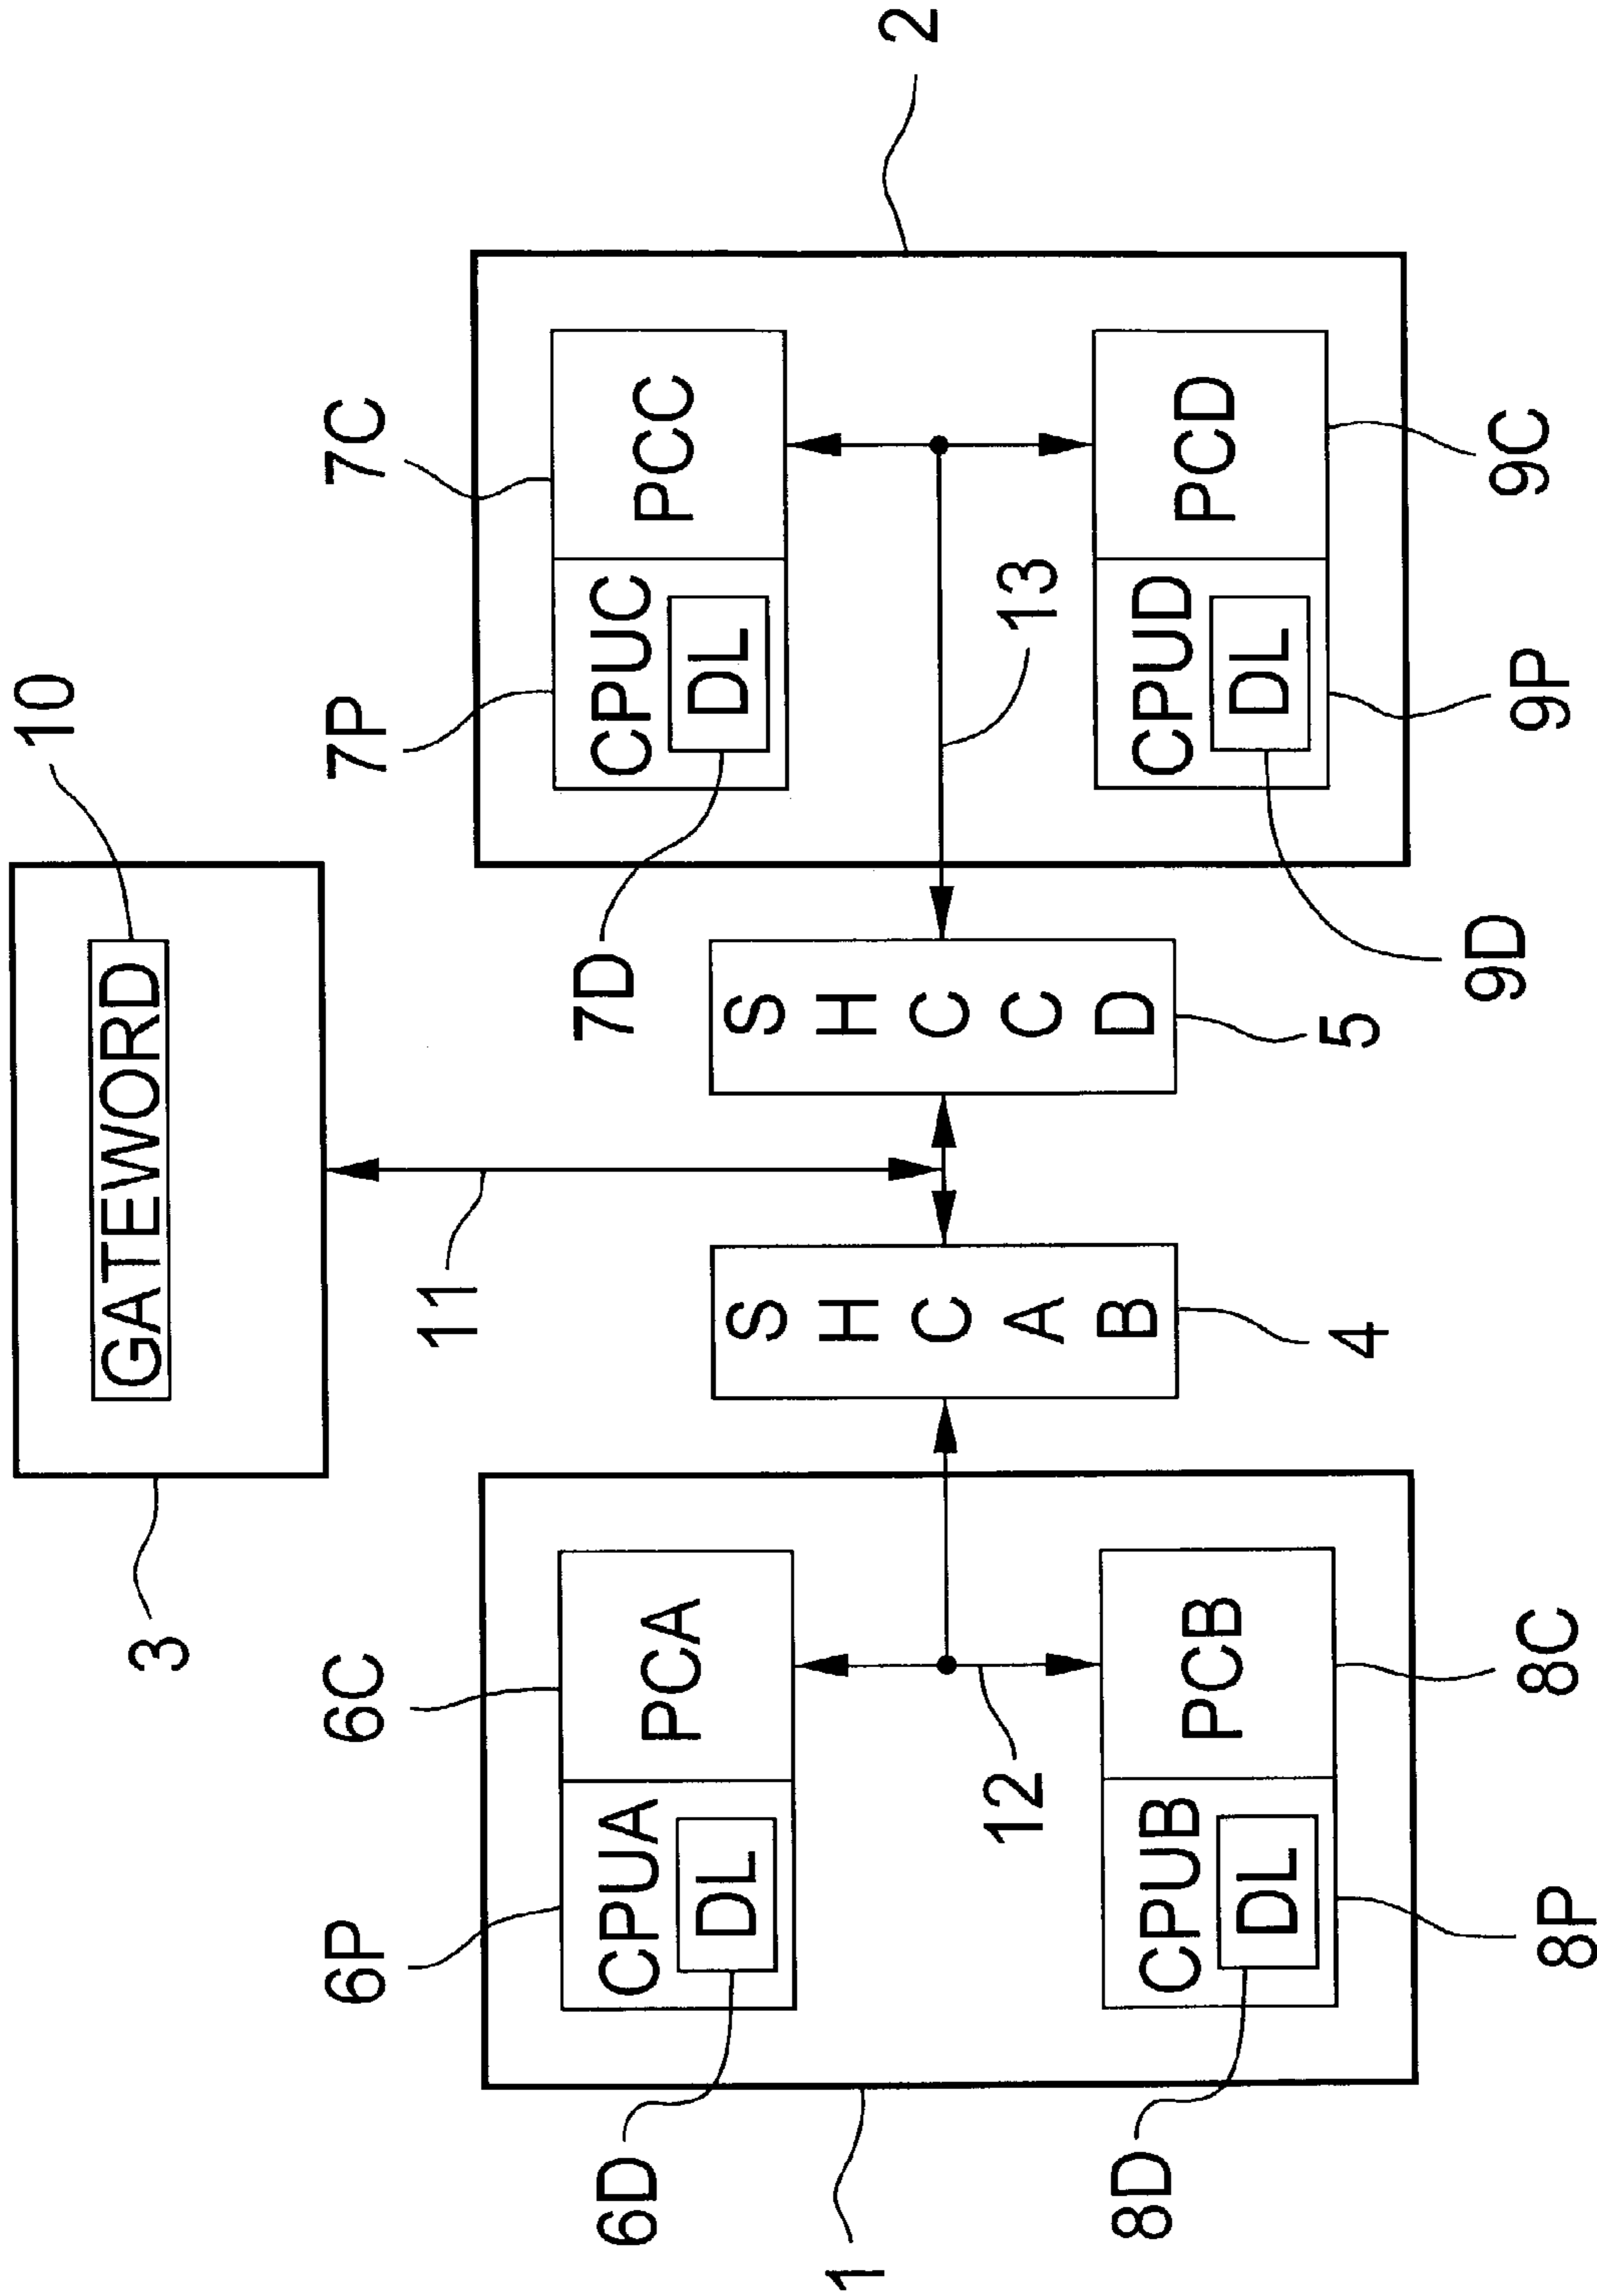 10
GATEWORD
3
11
6P
6C
7P
7C
CPUA
PCA
DL
CPUC
PCC
DL
6D
7D
SHCAB
SHCCD
12
13
2
1
CPUB
PCB
DL
CPUD
PCD
DL
4
5
8D
8P
8C
9D
9P
9C